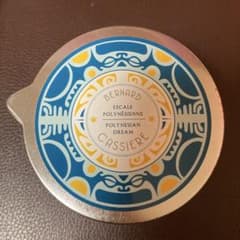 BERNARD
ESCALE
POLYNÉSIENNE
POLYNESIAN
DREAM
CASSIÈRE